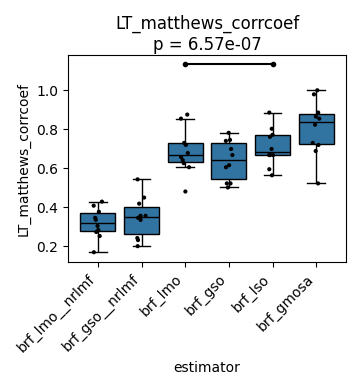 LT_matthews_corrcoef
p = 6.57e-07
LT_matthews_corrcoef
1.0
0.8
0.6
0.4
0.2
brf_lmo__nrlmf
brf_gso__nrlmf
brf_lmo
brf_gso
brf_lso
brf_gmosa
estimator